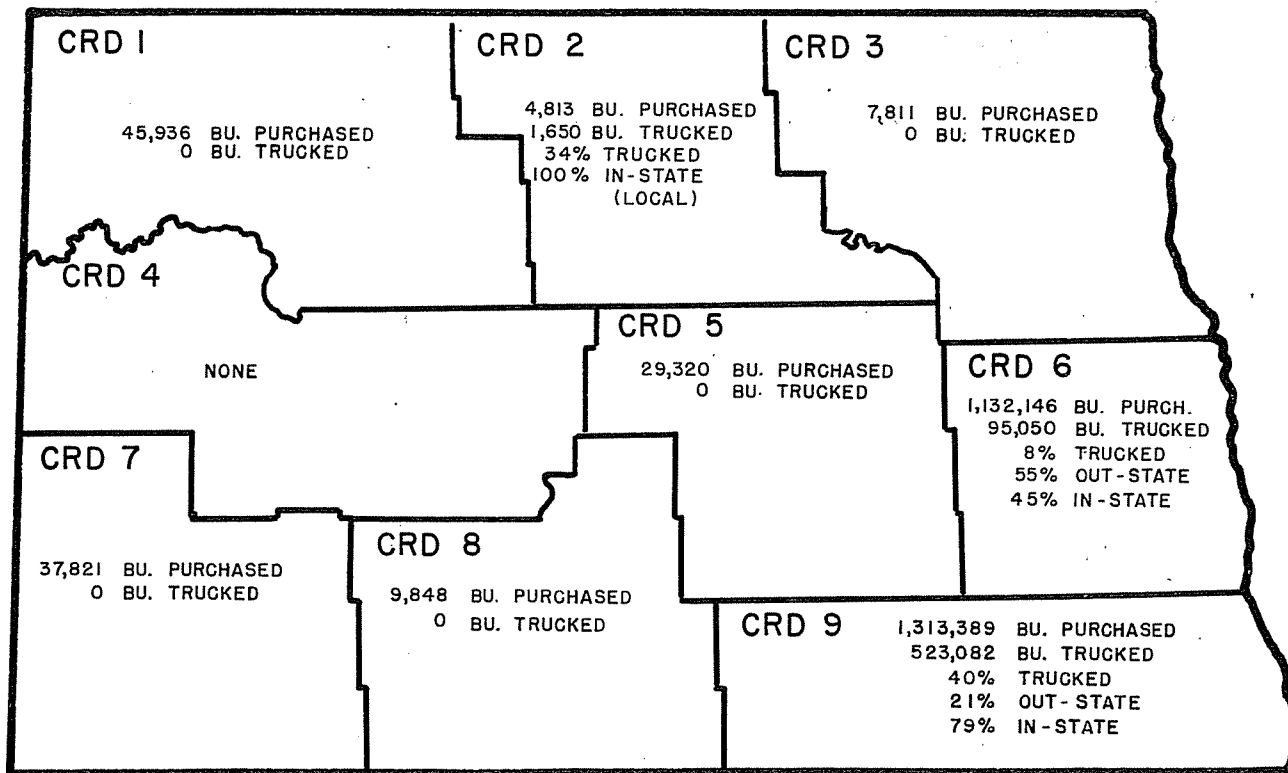 CRD 1
45,936 BU. PURCHASED
0 BU. TRUCKED
CRD 2
4,813 BU. PURCHASED
1,650 BU. TRUCKED
34% TRUCKED
100% IN-STATE
(LOCAL)
CRD 3
7,811 BU. PURCHASED
0 BU. TRUCKED
CRD 4
NONE
CRD 5
29,320 BU. PURCHASED
0 BU. TRUCKED
CRD 6
1,132,146 BU. PURCH.
95,050 BU. TRUCKED
8% TRUCKED
55% OUT-STATE
45% IN-STATE
CRD 7
37,821 BU. PURCHASED
0 BU. TRUCKED
CRD 8
9,848 BU. PURCHASED
0 BU. TRUCKED
CRD 9
1,313,389 BU. PURCHASED
523,082 BU. TRUCKED
40% TRUCKED
21% OUT-STATE
79% IN-STATE